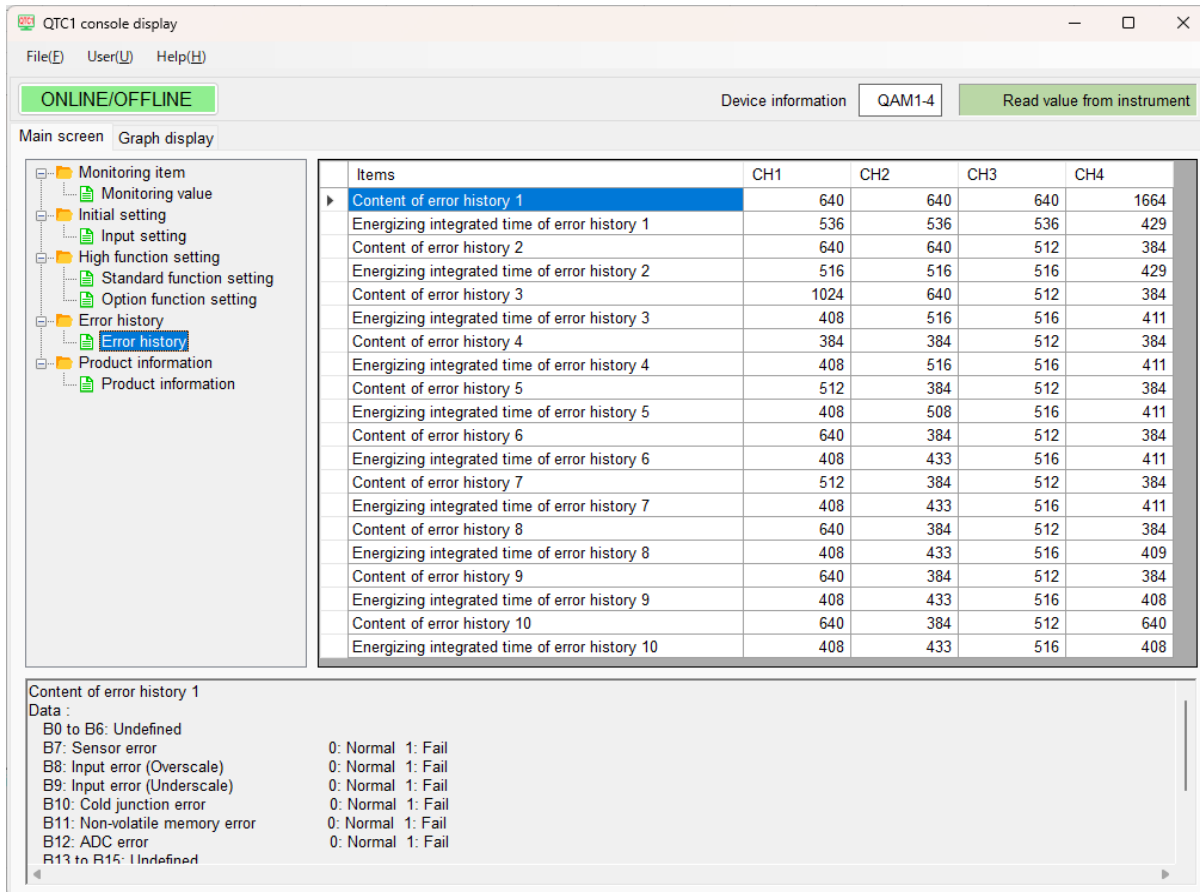 QTC1 console display
File(F) User(U) Help(H)
ONLINE/OFFLINE Device information QAM1-4 Read value from instrument
Main screen Graph display
Monitoring item
Monitoring value
Initial setting
Input setting
High function setting
Standard function setting
Option function setting
Error history
Error history
Product information
Product information
Items CH1 CH2 CH3 CH4
Content of error history 1 640 640 640 1664
Energizing integrated time of error history 1 536 536 536 429
Content of error history 2 640 640 512 384
Energizing integrated time of error history 2 516 516 516 429
Content of error history 3 1024 640 512 384
Energizing integrated time of error history 3 408 516 516 411
Content of error history 4 384 384 512 384
Energizing integrated time of error history 4 408 516 516 411
Content of error history 5 512 384 512 384
Energizing integrated time of error history 5 408 508 516 411
Content of error history 6 640 384 512 384
Energizing integrated time of error history 6 408 433 516 411
Content of error history 7 512 384 512 384
Energizing integrated time of error history 7 408 433 516 411
Content of error history 8 640 384 512 384
Energizing integrated time of error history 8 408 433 516 409
Content of error history 9 640 384 512 384
Energizing integrated time of error history 9 408 433 516 408
Content of error history 10 640 384 512 640
Energizing integrated time of error history 10 408 433 516 408
Content of error history 1
Data :
B0 to B6: Undefined
B7: Sensor error 0: Normal 1: Fail
B8: Input error (Overscale) 0: Normal 1: Fail
B9: Input error (Underscale) 0: Normal 1: Fail
B10: Cold junction error 0: Normal 1: Fail
B11: Non-volatile memory error 0: Normal 1: Fail
B12: ADC error 0: Normal 1: Fail
B13 to B15: Undefined